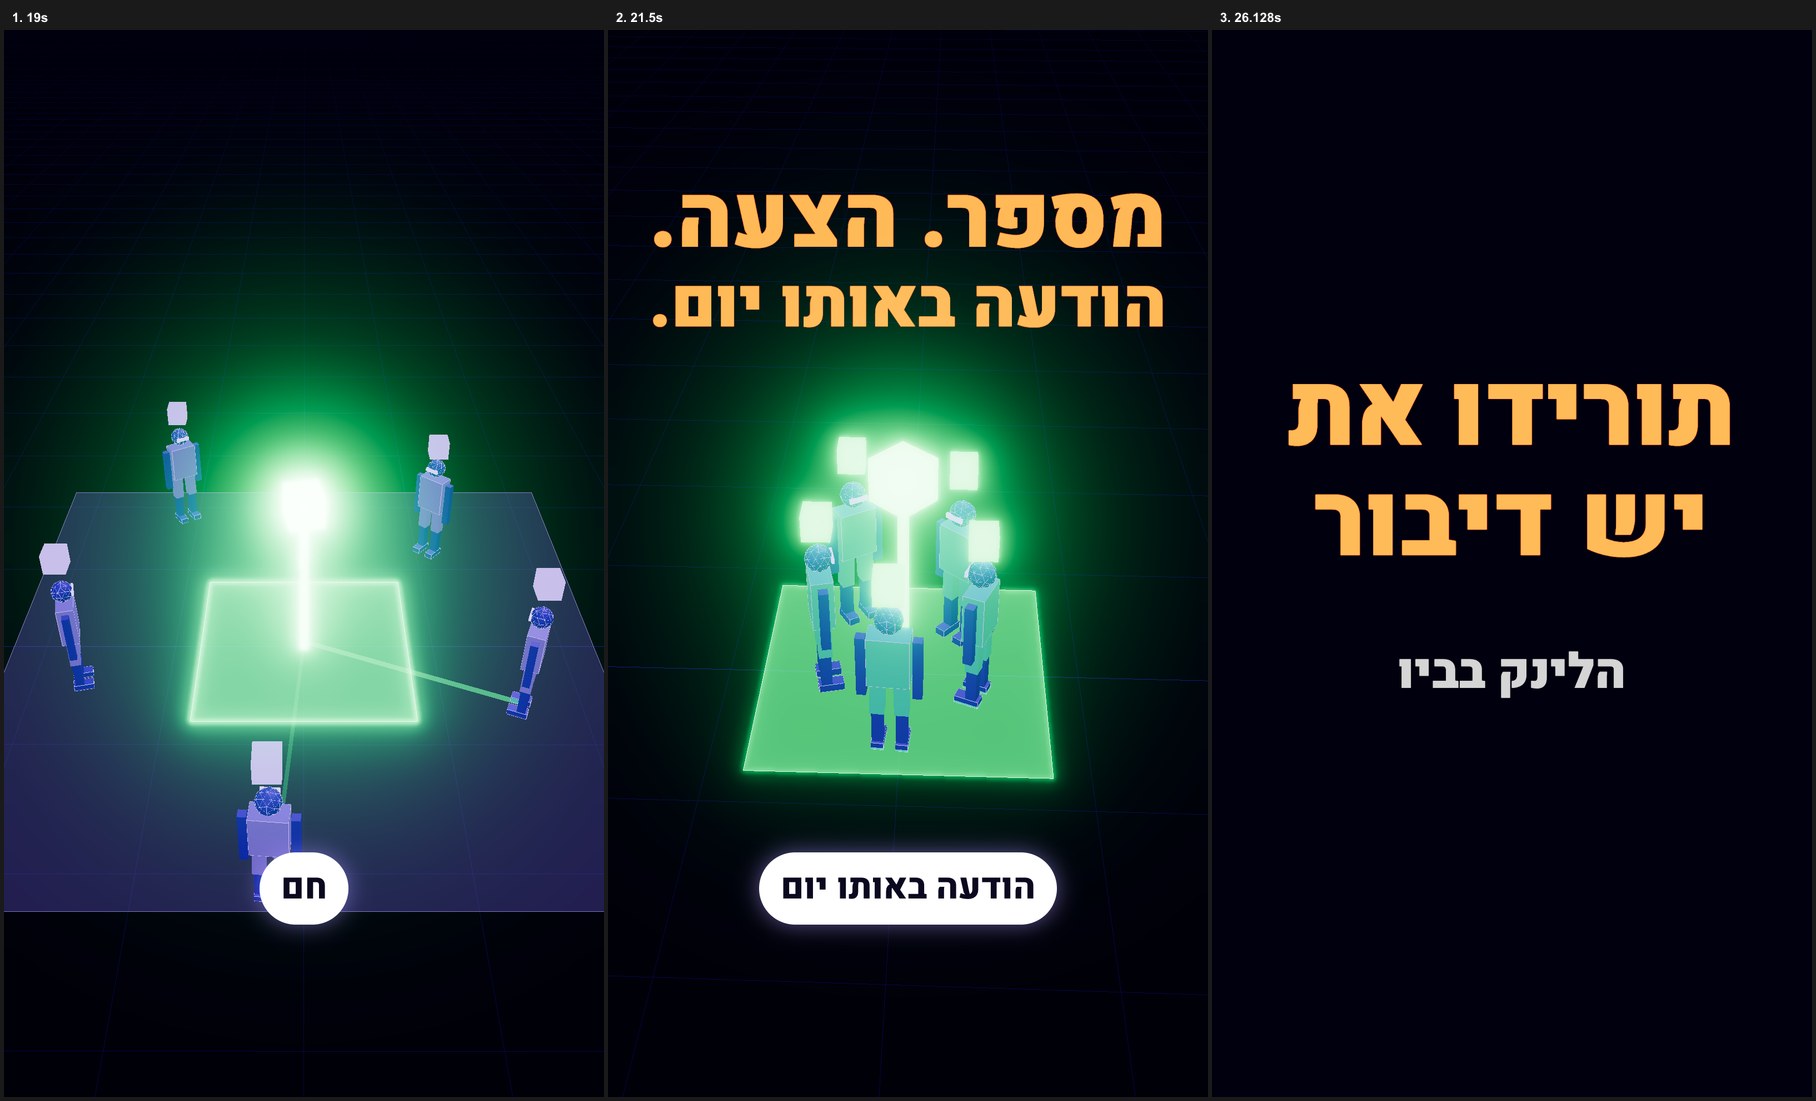 1. 19s
חם
2. 21.5s
מספר. הצעה.
הודעה באותו יום.
הודעה באותו יום
3. 26.128s
תורידו את
יש דיבור
הלינק בביו